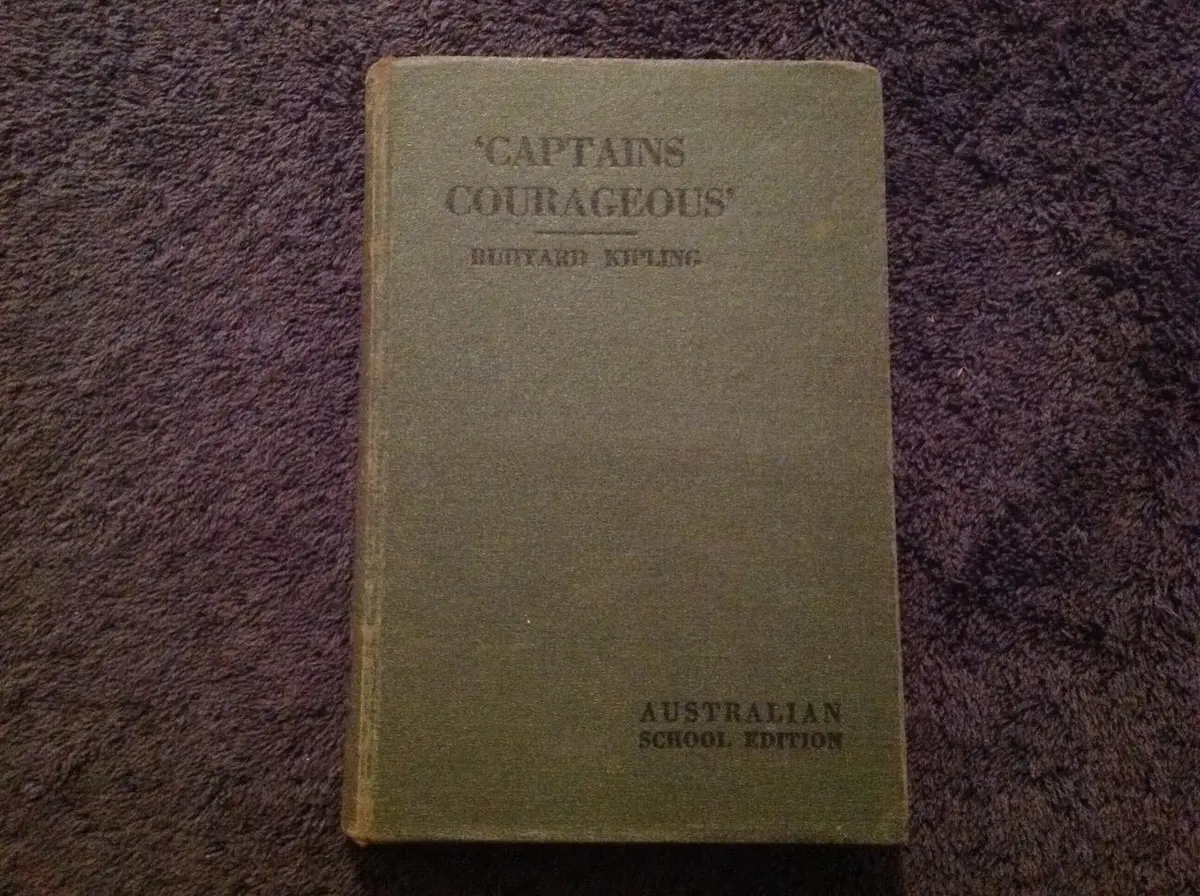 ‘CAPTAINS
COURAGEOUS’
RUDYARD KIPLING
AUSTRALIAN
SCHOOL EDITION